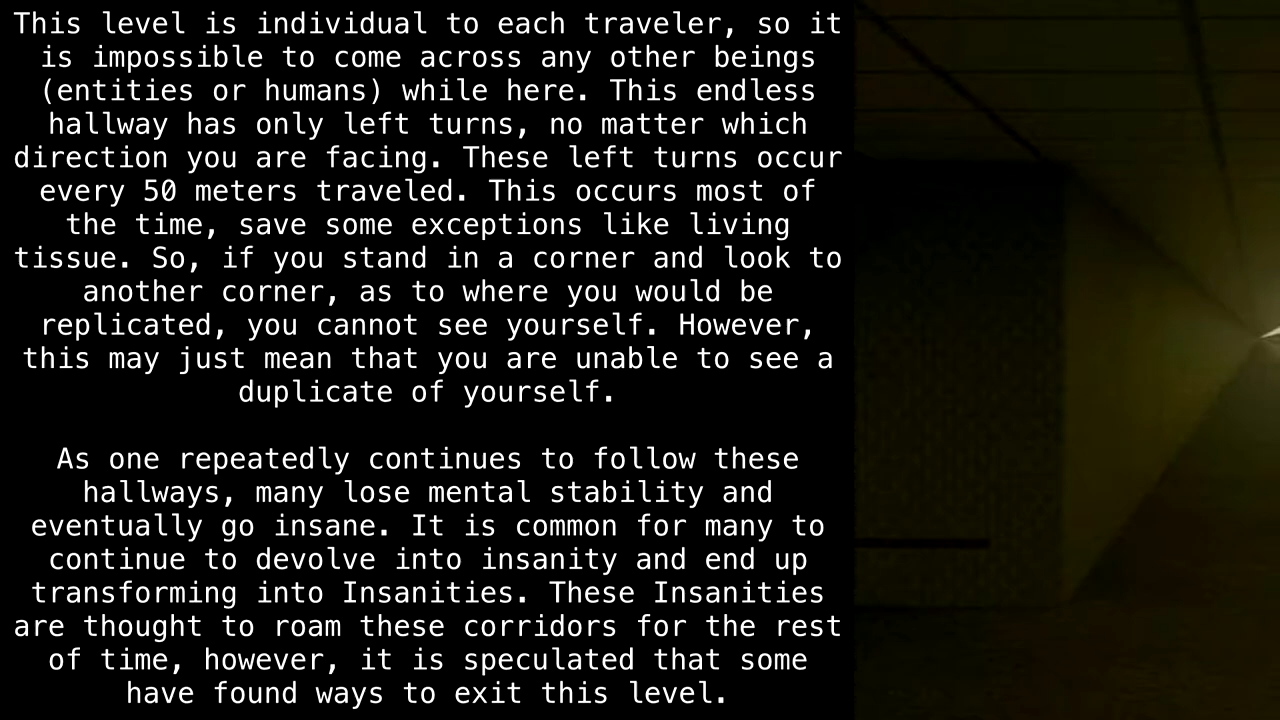 This level is individual to each traveler, so it
is impossible to come across any other beings
(entities or humans) while here. This endless
hallway has only left turns, no matter which
direction you are facing. These left turns occur
every 50 meters traveled. This occurs most of
the time, save some exceptions like living
tissue. So, if you stand in a corner and look to
another corner, as to where you would be
replicated, you cannot see yourself. However,
this may just mean that you are unable to see a
duplicate of yourself.
As one repeatedly continues to follow these
hallways, many lose mental stability and
eventually go insane. It is common for many to
continue to devolve into insanity and end up
transforming into Insanities. These Insanities
are thought to roam these corridors for the rest
of time, however, it is speculated that some
have found ways to exit this level.